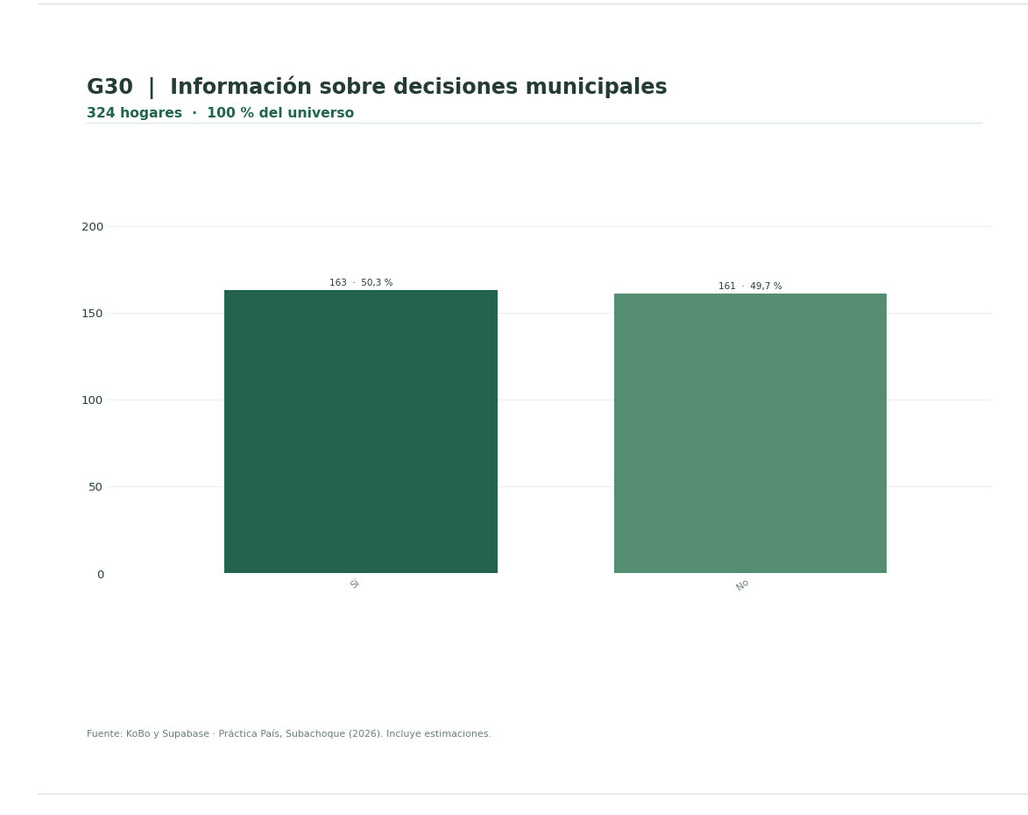 G30 | Información sobre decisiones municipales
324 hogares · 100 % del universo
200
163 · 50,3 %
161 · 49,7 %
150
100
50
0
Sí
No
Fuente: KoBo y Supabase · Práctica País, Subachoque (2026). Incluye estimaciones.